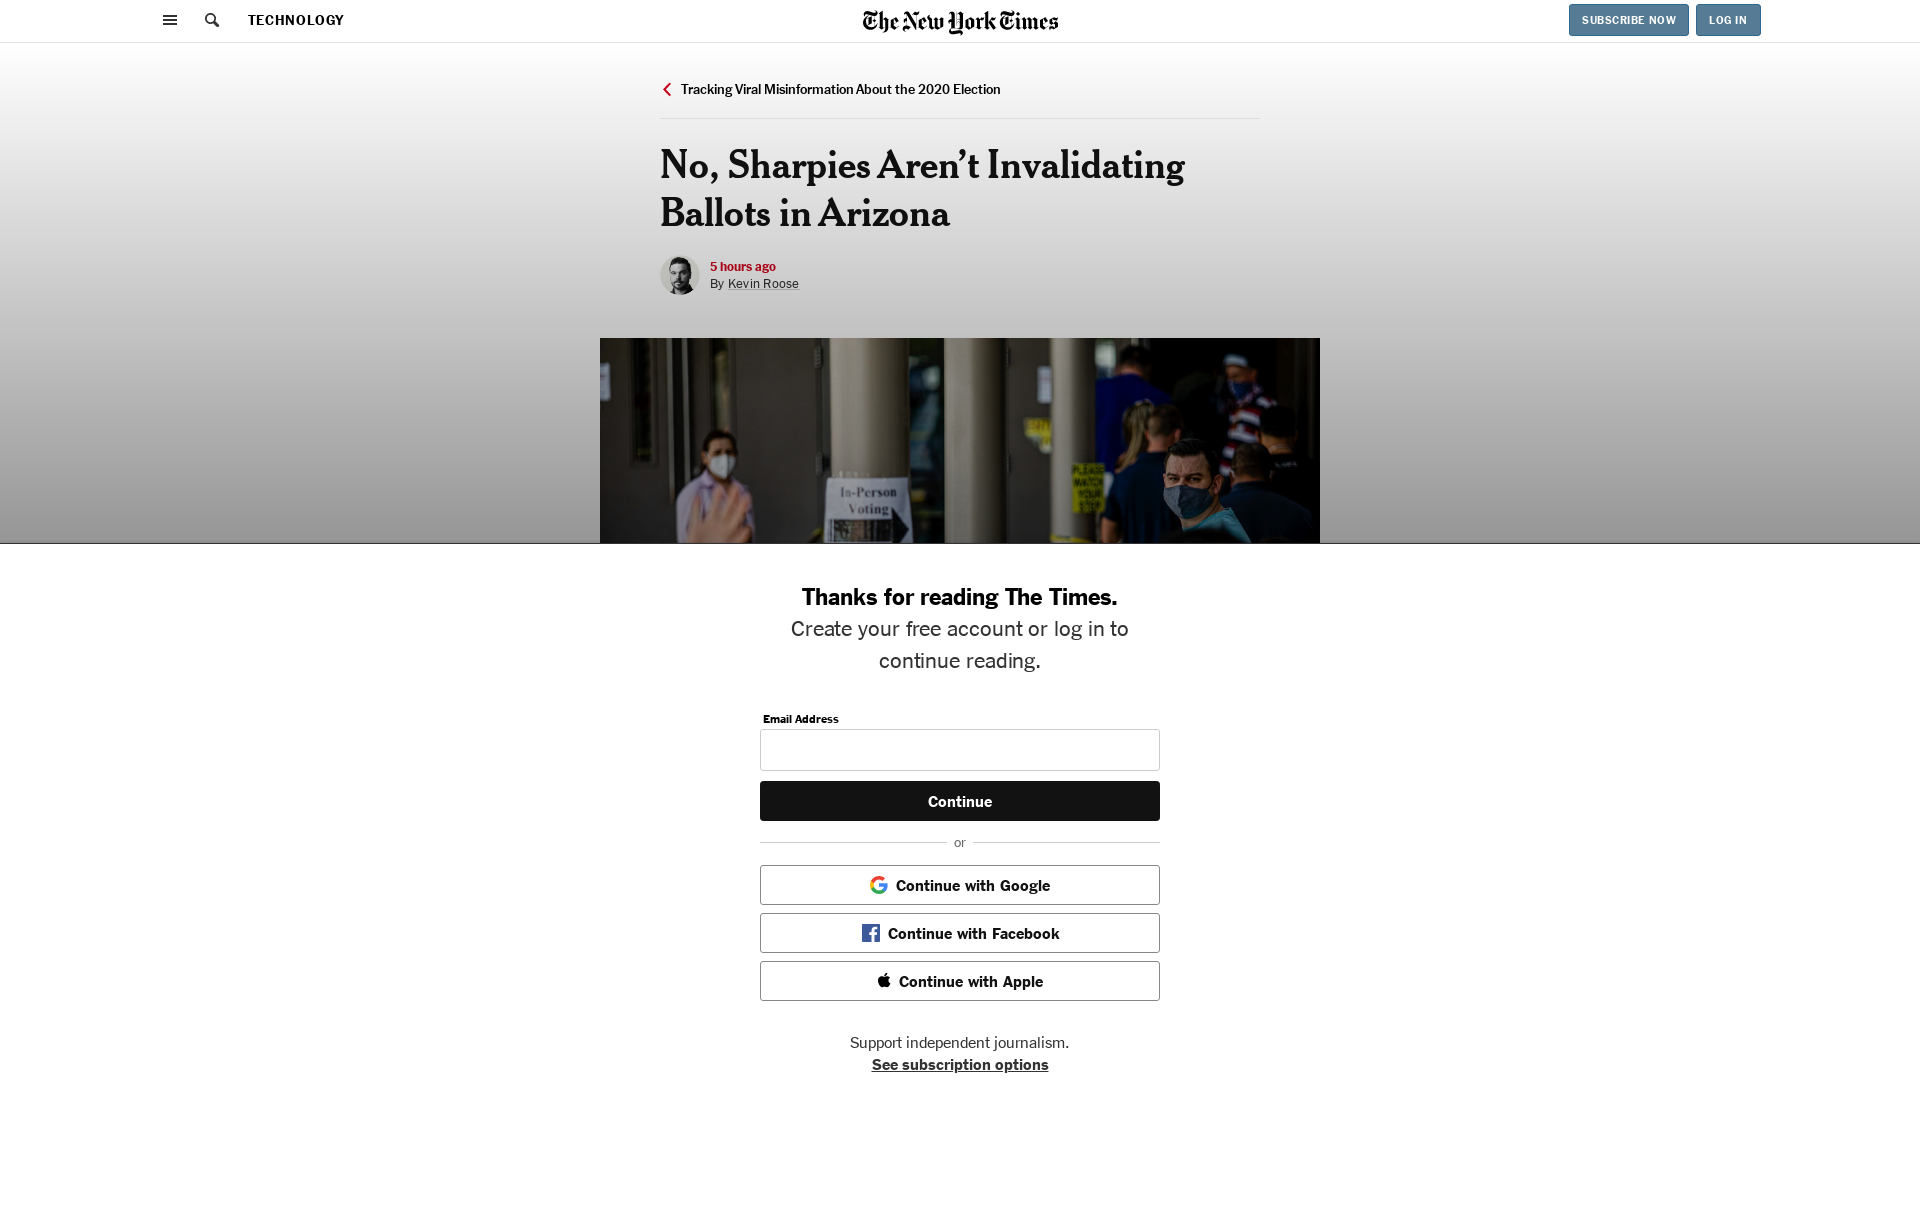 TECHNOLOGY
The New York Times
SUBSCRIBE NOW
LOG IN
Tracking Viral Misinformation About the 2020 Election
No, Sharpies Aren’t Invalidating
Ballots in Arizona
5 hours ago
By Kevin Roose
In-Person
Voting
PLEASE
WATCH
YOUR
Thanks for reading The Times.
Create your free account or log in to
continue reading.
Email Address
Continue
or
Continue with Google
Continue with Facebook
Continue with Apple
Support independent journalism.
See subscription options